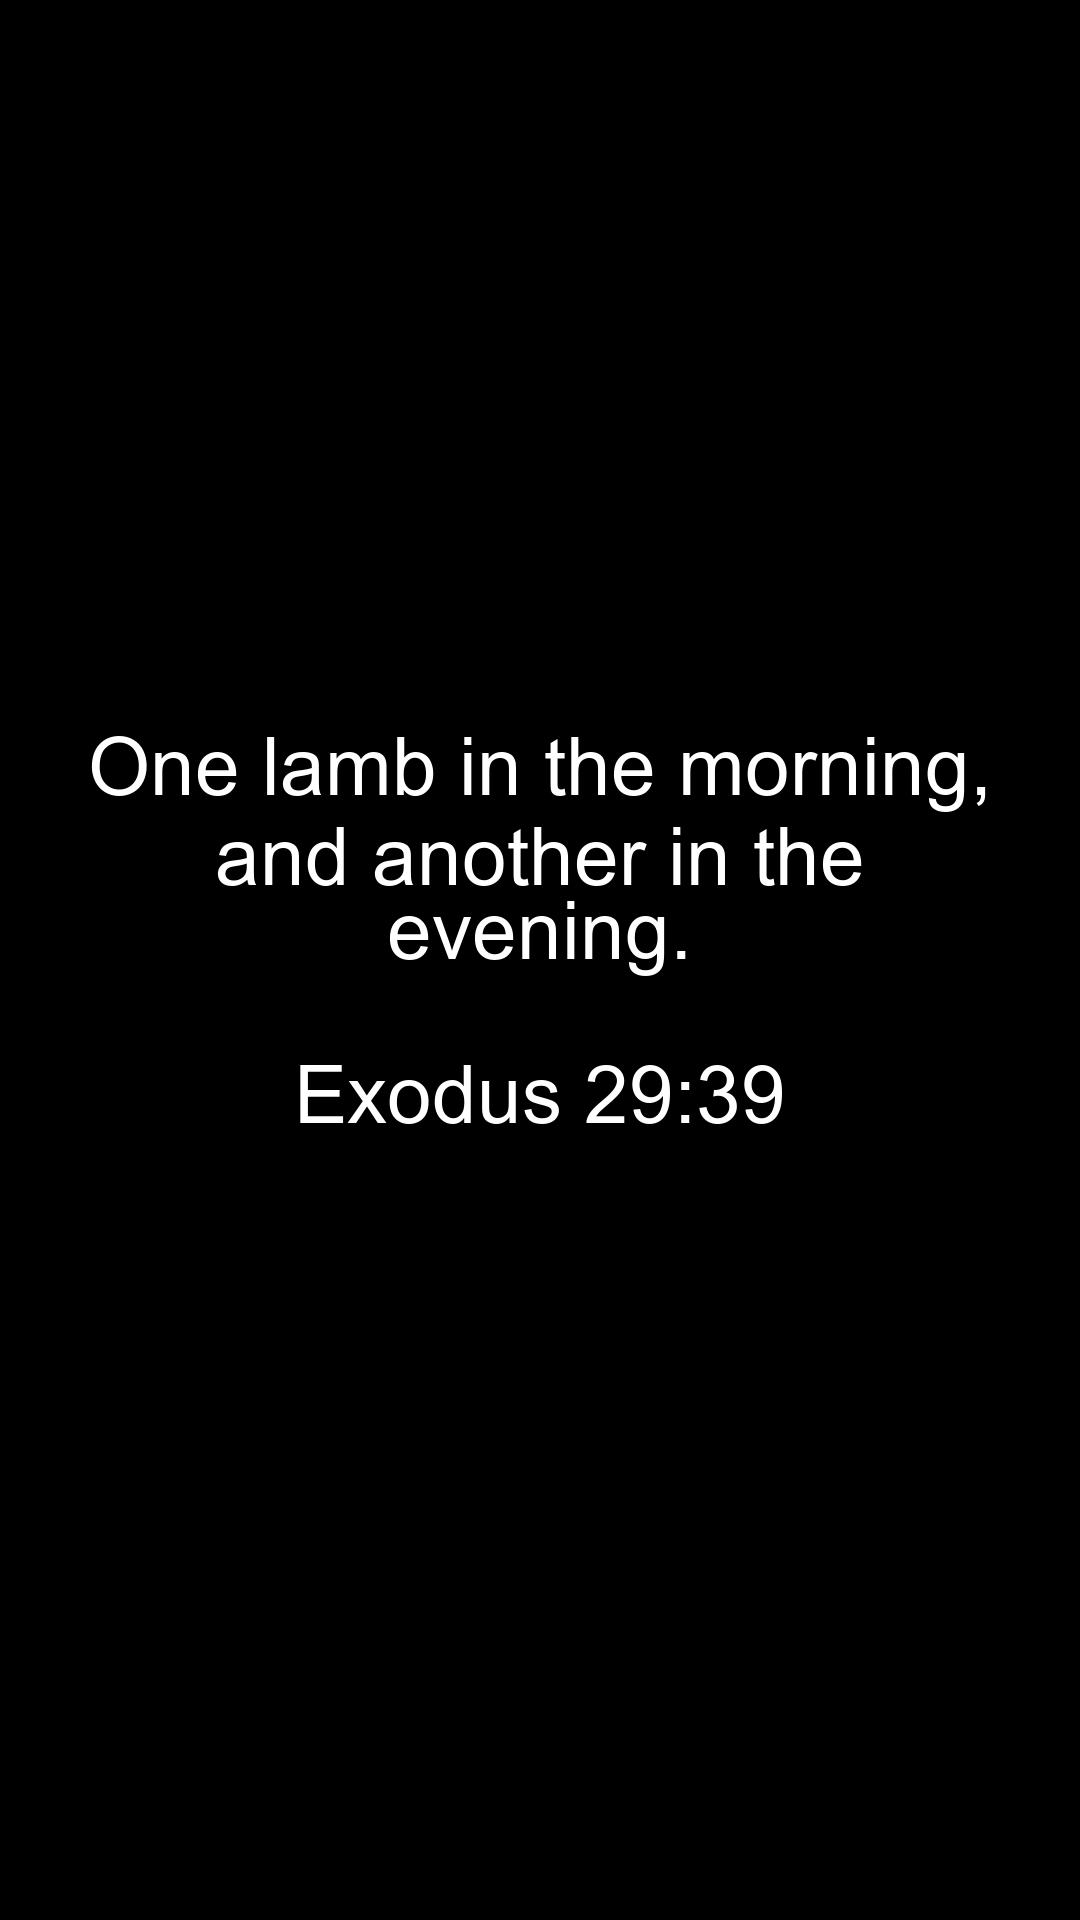 One lamb in the morning,
and another in the
evening.
Exodus 29:39